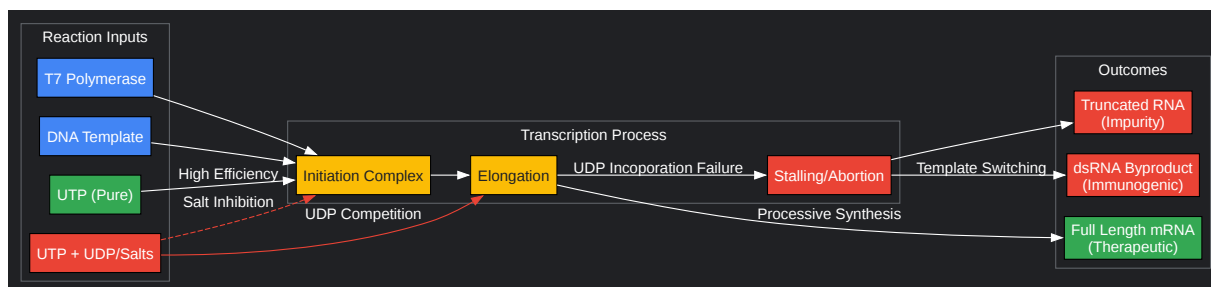 Reaction Inputs
T7 Polymerase
DNA Template
UTP (Pure)
UTP + UDP/Salts
High Efficiency
Salt Inhibition
UDP Competition
Transcription Process
Initiation Complex
Elongation
UDP Incoporation Failure
Stalling/Abortion
Processive Synthesis
Template Switching
Outcomes
Truncated RNA
(Impurity)
dsRNA Byproduct
(Immunogenic)
Full Length mRNA
(Therapeutic)